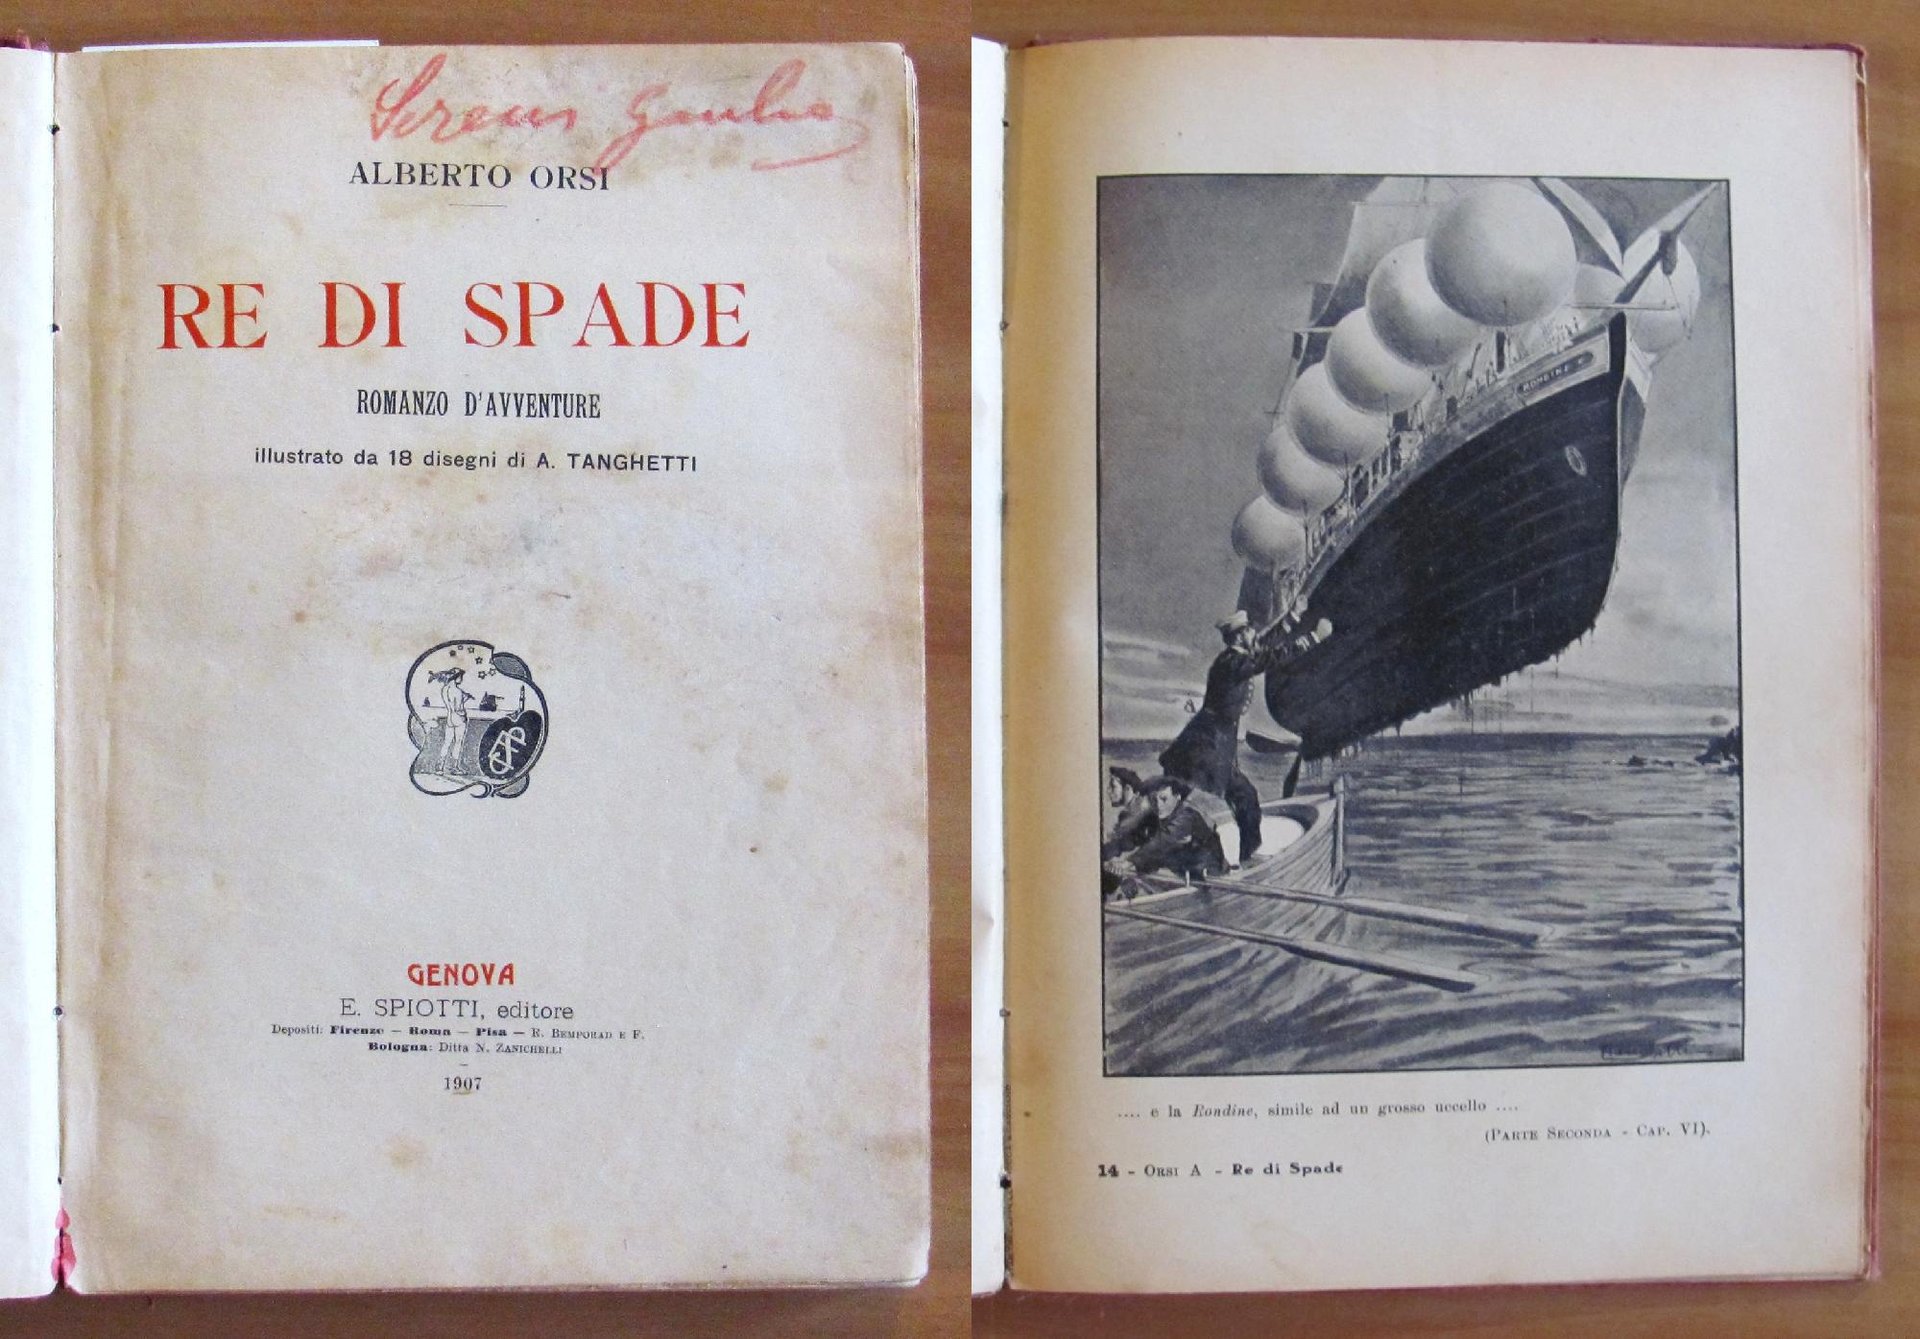 ALBERTO ORSI
RE DI SPADE
ROMANZO D'AVVENTURE
illustrato da 18 disegni di A. TANGHETTI
GENOVA
E. SPIOTTI, editore
Depositi: Firenze — Roma — Pisa — R. BEMPORAD E F.
Bologna: Ditta N. ZANICHELLI
1907
.... e la Rondine, simile ad un grosso uccello ....
(PARTE SECONDA - CAP. VI).
14 - ORSI A - Re di Spade